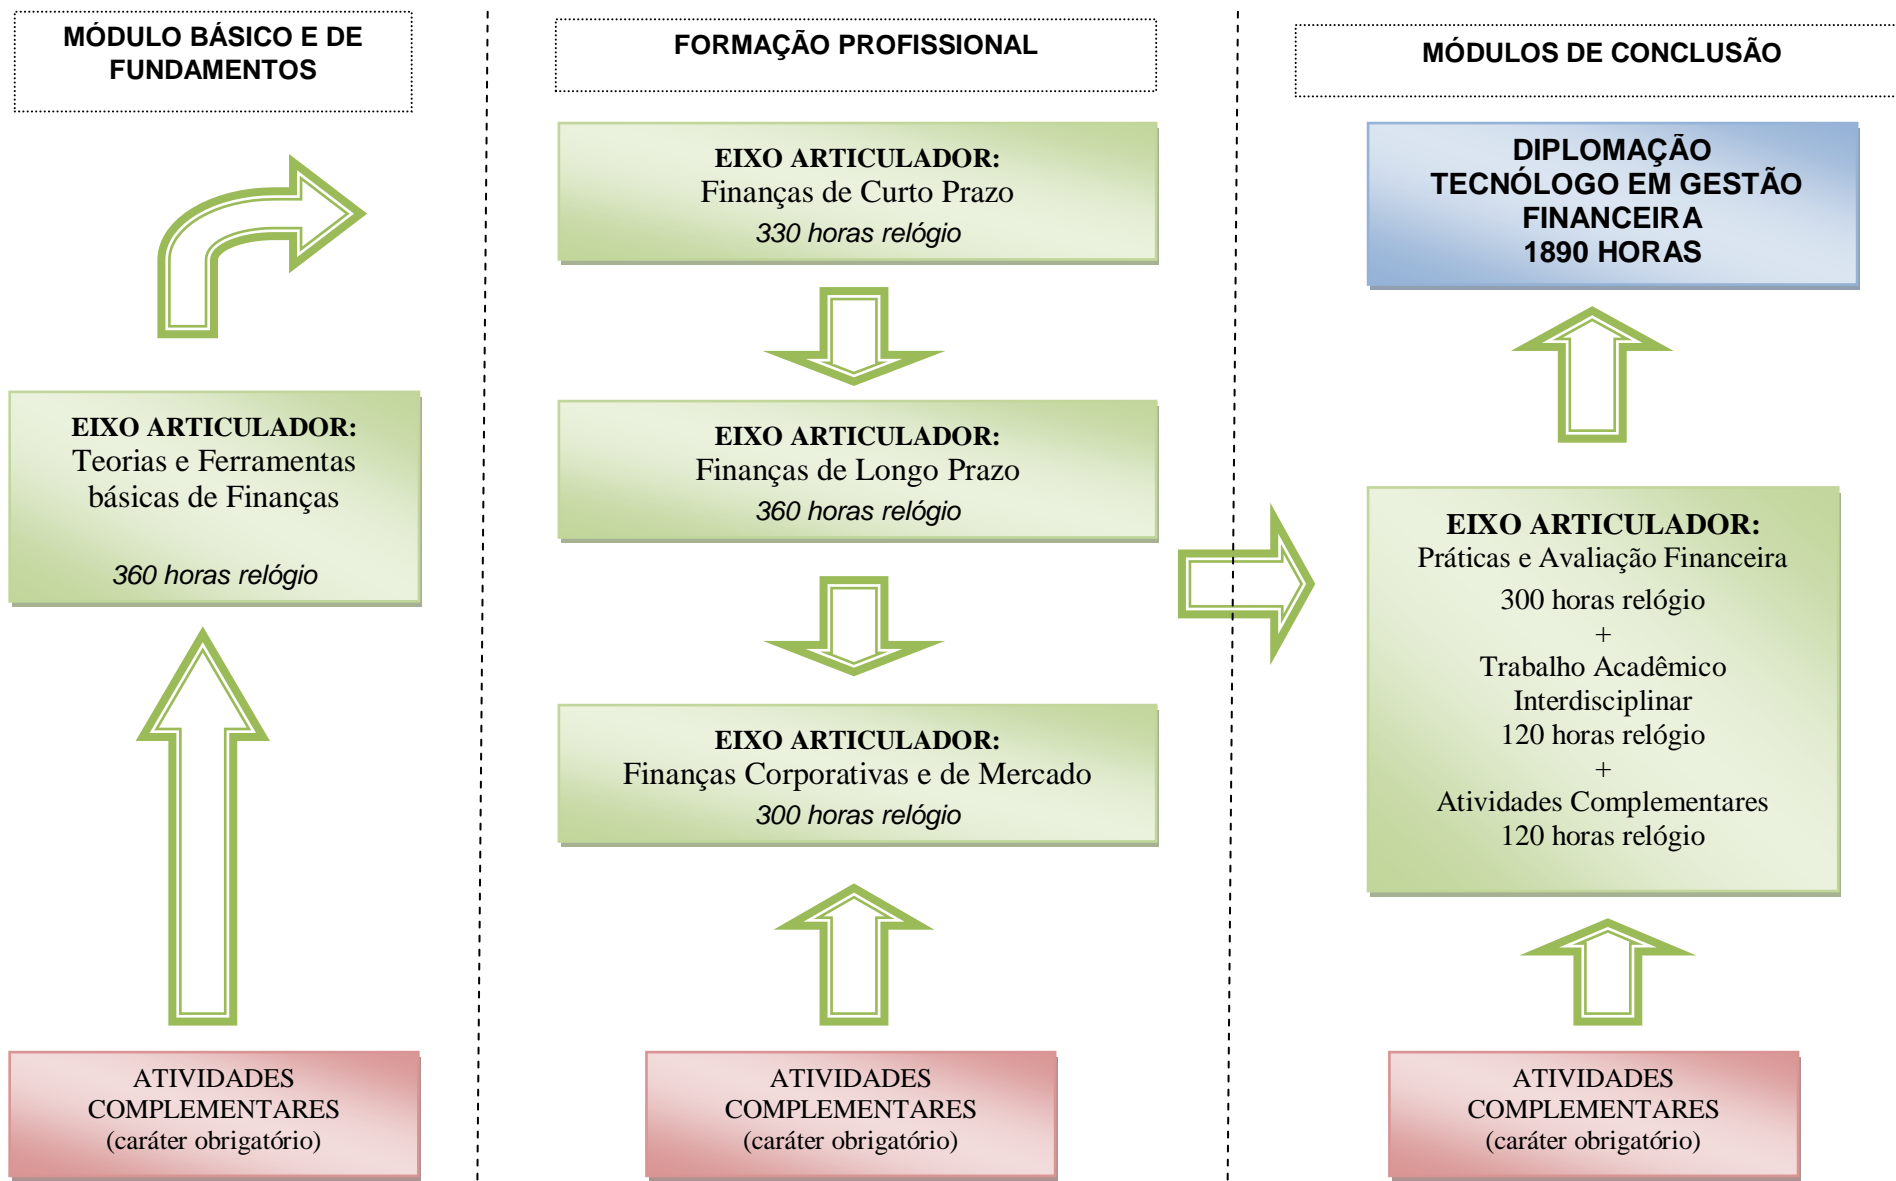 MÓDULO BÁSICO E DE
FUNDAMENTOS
EIXO ARTICULADOR:
Teorias e Ferramentas
básicas de Finanças
360 horas relógio
ATIVIDADES
COMPLEMENTARES
(caráter obrigatório)
FORMAÇÃO PROFISSIONAL
EIXO ARTICULADOR:
Finanças de Curto Prazo
330 horas relógio
EIXO ARTICULADOR:
Finanças de Longo Prazo
360 horas relógio
EIXO ARTICULADOR:
Finanças Corporativas e de Mercado
300 horas relógio
ATIVIDADES
COMPLEMENTARES
(caráter obrigatório)
MÓDULOS DE CONCLUSÃO
DIPLOMAÇÃO
TECNÓLOGO EM GESTÃO
FINANCEIRA
1890 HORAS
EIXO ARTICULADOR:
Práticas e Avaliação Financeira
300 horas relógio
+
Trabalho Acadêmico
Interdisciplinar
120 horas relógio
+
Atividades Complementares
120 horas relógio
ATIVIDADES
COMPLEMENTARES
(caráter obrigatório)